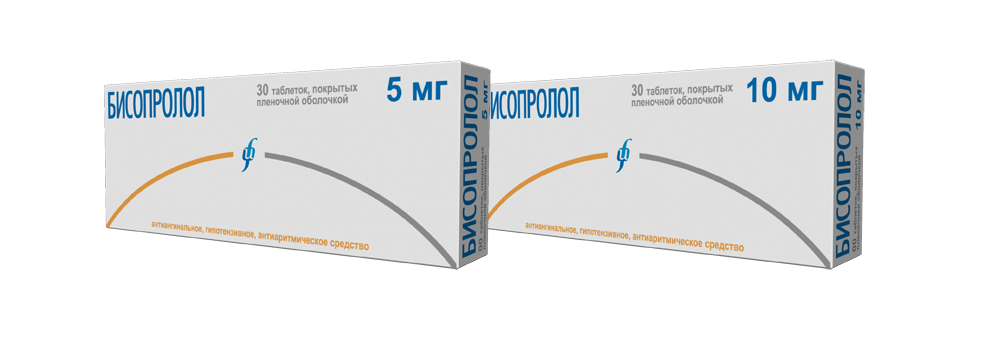 БИСОПРОЛОЛ
30 таблеток, покрытых
пленочной оболочкой
5 мг
антиангинальное, гипотензивное, антиаритмическое средство
БИСОПРОЛОЛ
5 мг
ИСОПРОЛОЛ
30 таблеток, покрытых
пленочной оболочкой
10 мг
антиангинальное, гипотензивное, антиаритмическое средство
БИСОПРОЛОЛ
10 мг